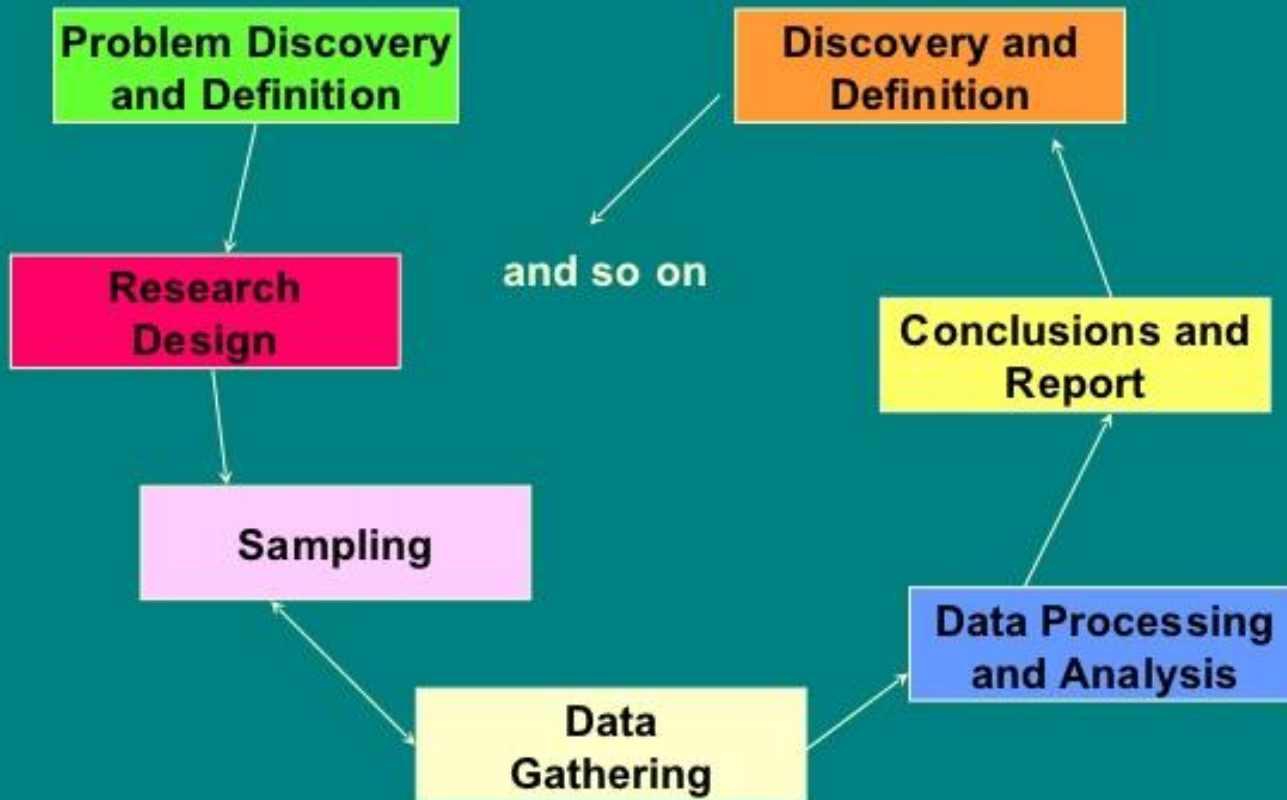 Problem Discovery
and Definition
Discovery and
Definition
and so on
Research
Design
Conclusions and
Report
Sampling
Data Processing
and Analysis
Data
Gathering